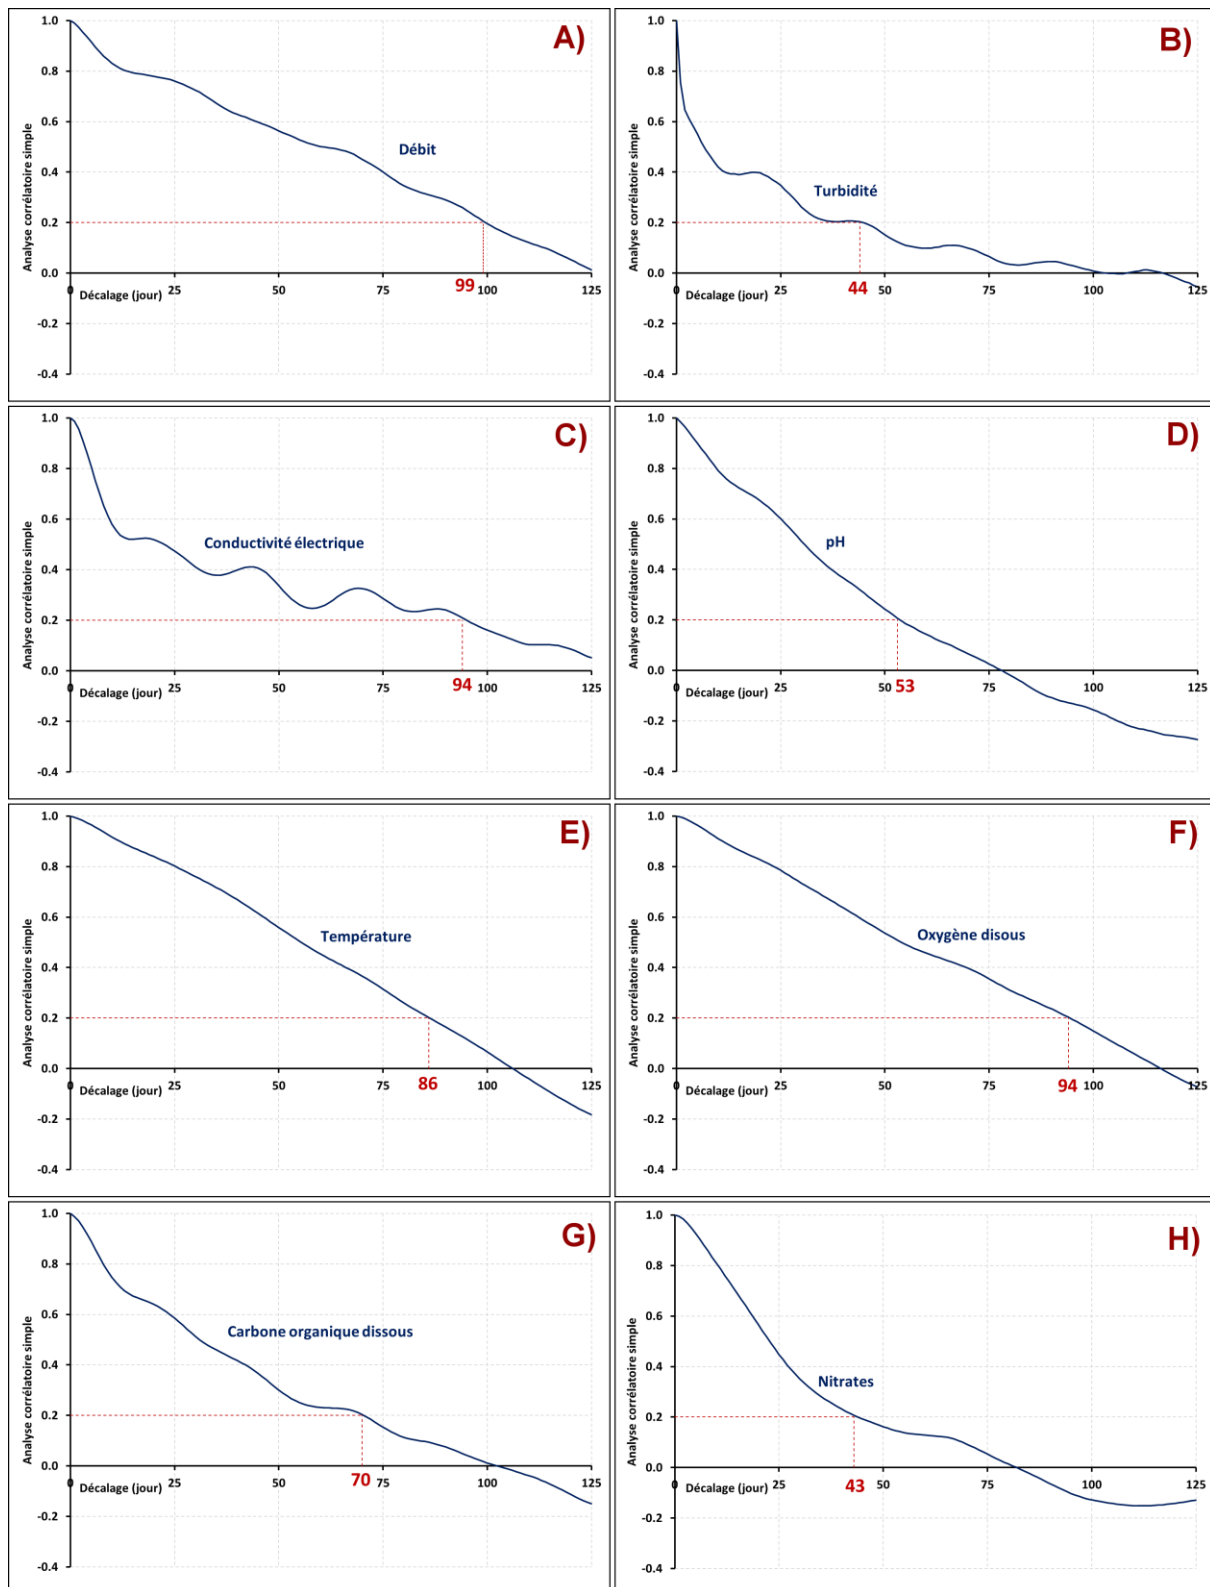 A)
Analyse corrélatoire simple
1.0
0.8
0.6
0.4
0.2
0.0
-0.2
-0.4
Débit
0 25 50 75 100 125
Décalage (jour)
99
B)
Analyse corrélatoire simple
1.0
0.8
0.6
0.4
0.2
0.0
-0.2
-0.4
Turbidité
0 25 50 75 100 125
Décalage (jour)
44
C)
Analyse corrélatoire simple
1.0
0.8
0.6
0.4
0.2
0.0
-0.2
-0.4
Conductivité électrique
0 25 50 75 100 125
Décalage (jour)
94
D)
Analyse corrélatoire simple
1.0
0.8
0.6
0.4
0.2
0.0
-0.2
-0.4
pH
0 25 50 75 100 125
Décalage (jour)
53
E)
Analyse corrélatoire simple
1.0
0.8
0.6
0.4
0.2
0.0
-0.2
-0.4
Température
0 25 50 75 100 125
Décalage (jour)
86
F)
Analyse corrélatoire simple
1.0
0.8
0.6
0.4
0.2
0.0
-0.2
-0.4
Oxygène disous
0 25 50 75 100 125
Décalage (jour)
94
G)
Analyse corrélatoire simple
1.0
0.8
0.6
0.4
0.2
0.0
-0.2
-0.4
Carbone organique dissous
0 25 50 75 100 125
Décalage (jour)
70
H)
Analyse corrélatoire simple
1.0
0.8
0.6
0.4
0.2
0.0
-0.2
-0.4
Nitrates
0 25 50 75 100 125
Décalage (jour)
43